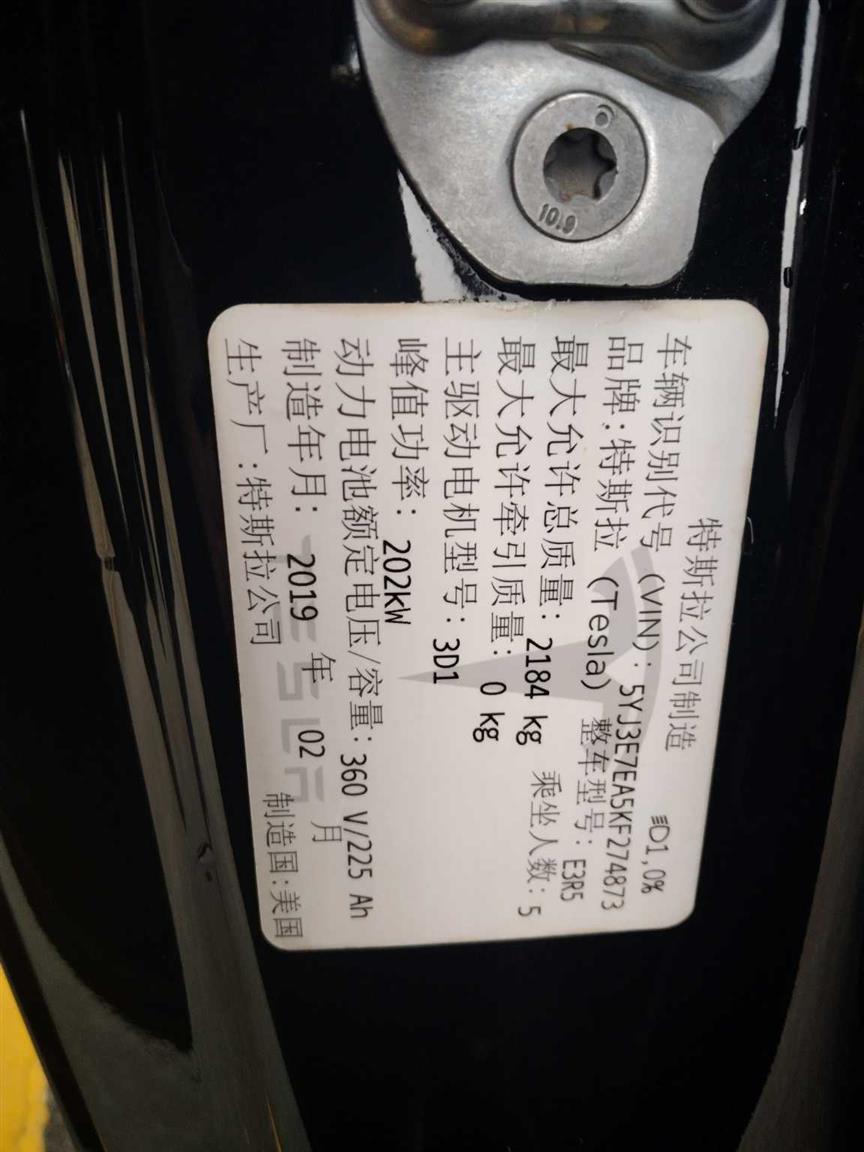 10.9
特斯拉公司制造 D1,0%
车辆识别代号 (VIN): 5YJ3E7EA5KF274873
品牌:特斯拉 (Tesla) 整车型号: E3R5
最大允许总质量: 2184 kg 乘坐人数: 5
最大允许牵引质量: 0 kg
主驱动电机型号: 3D1
峰值功率: 202kW
动力电池额定电压/容量: 360 V/225 Ah
制造年月: 2019 年 02 月
生产厂:特斯拉公司 制造国:美国
TESLA